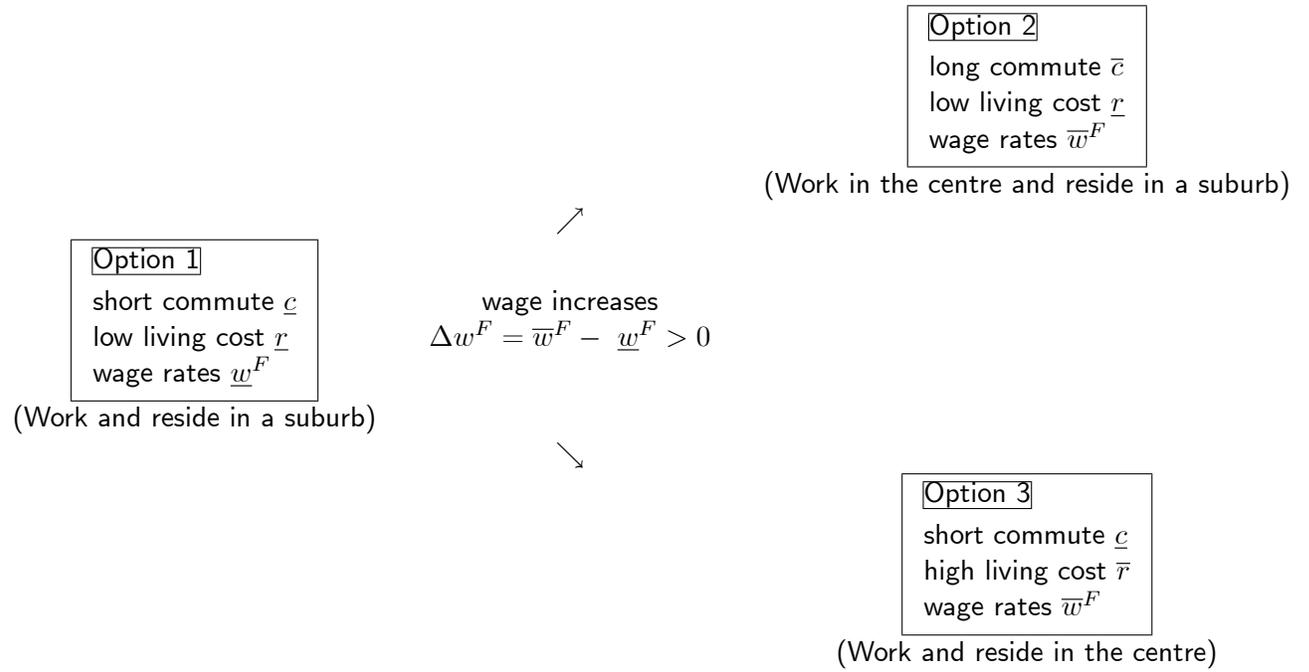 Option 2
long commute c̅
low living cost r̲
wage rates w̅^F
(Work in the centre and reside in a suburb)
Option 1
short commute c̲
low living cost r̲
wage rates w̲^F
(Work and reside in a suburb)
wage increases
Δw^F = w̅^F − w̲^F > 0
Option 3
short commute c̲
high living cost r̅
wage rates w̅^F
(Work and reside in the centre)